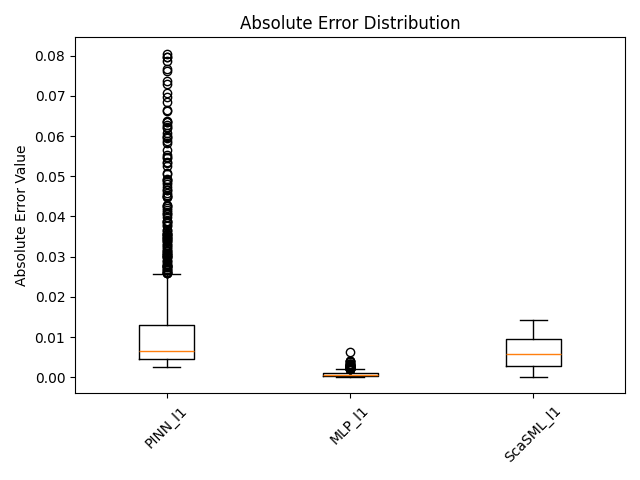 Absolute Error Distribution
Absolute Error Value
0.08
0.07
0.06
0.05
0.04
0.03
0.02
0.01
0.00
PINN_l1
MLP_l1
ScaSML_l1